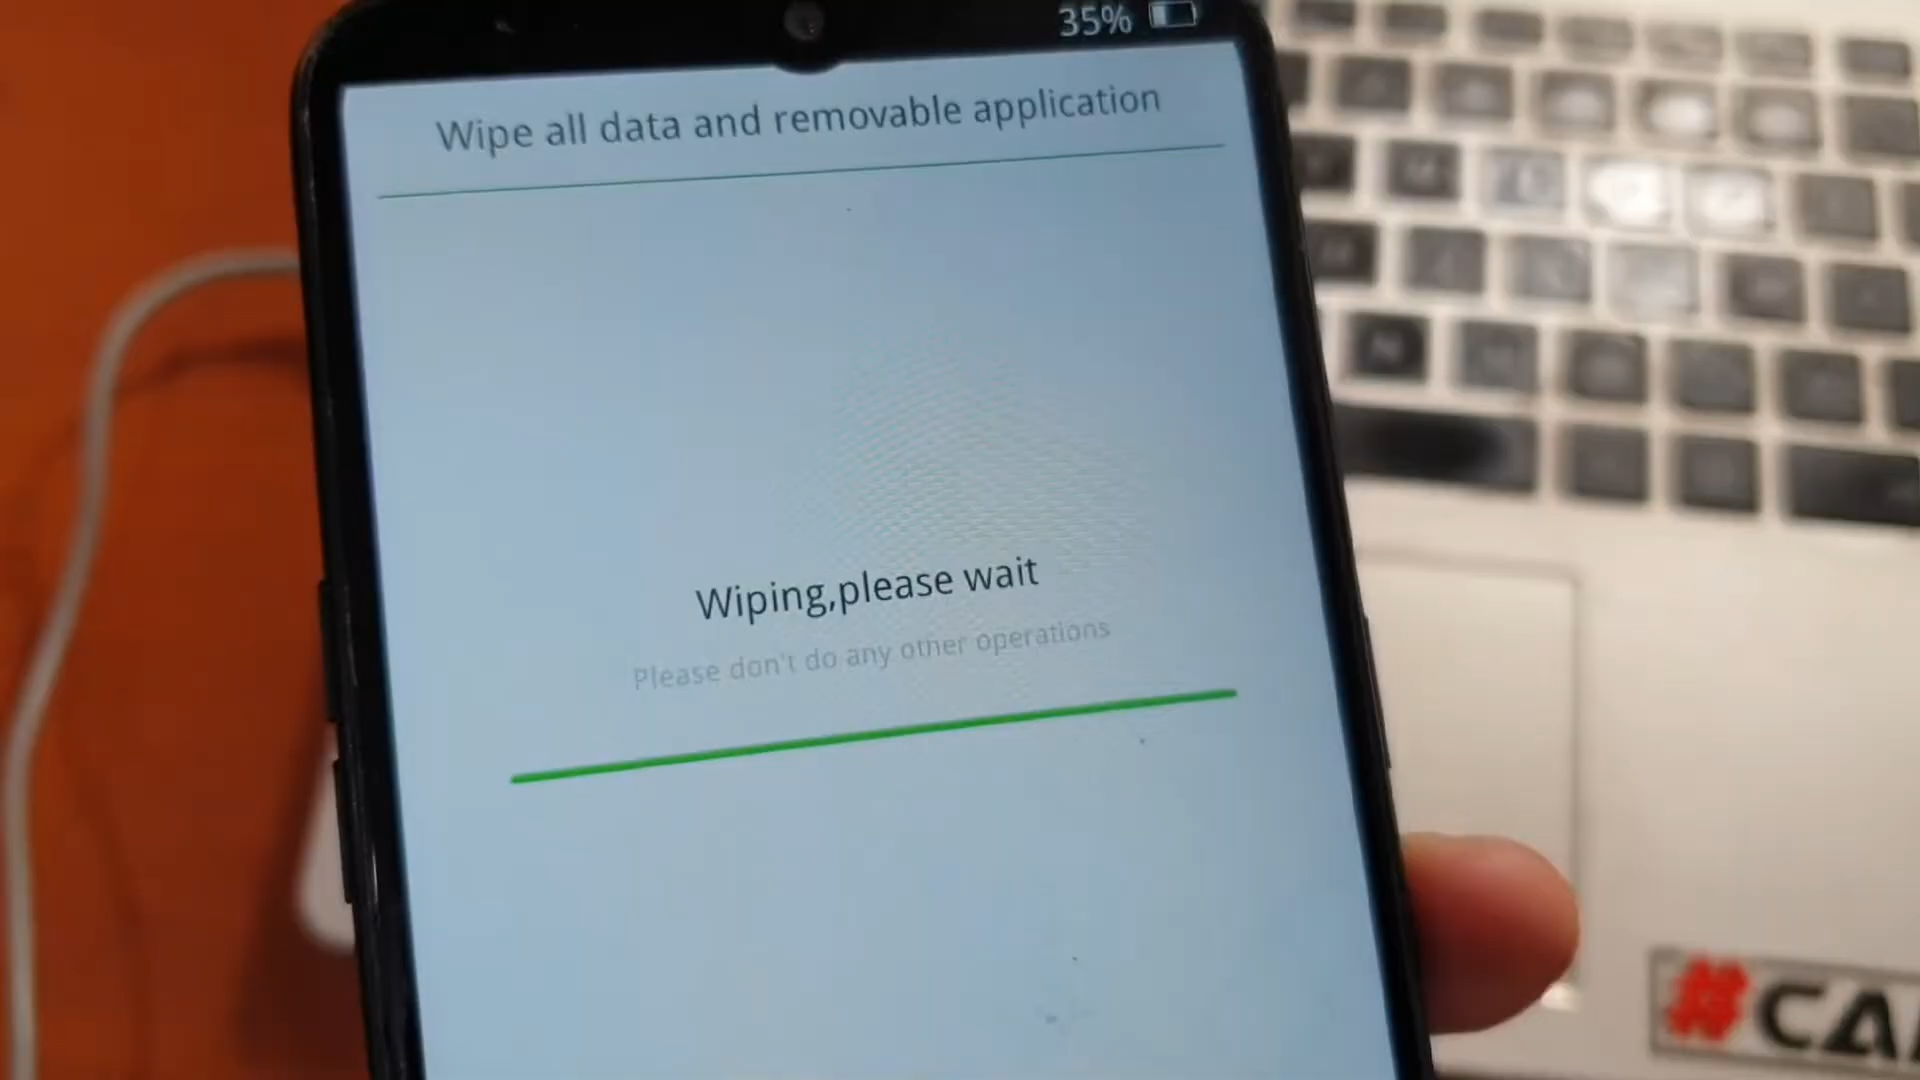 35%
Wipe all data and removable application
Wiping,please wait
Please don't do any other operations
#CA